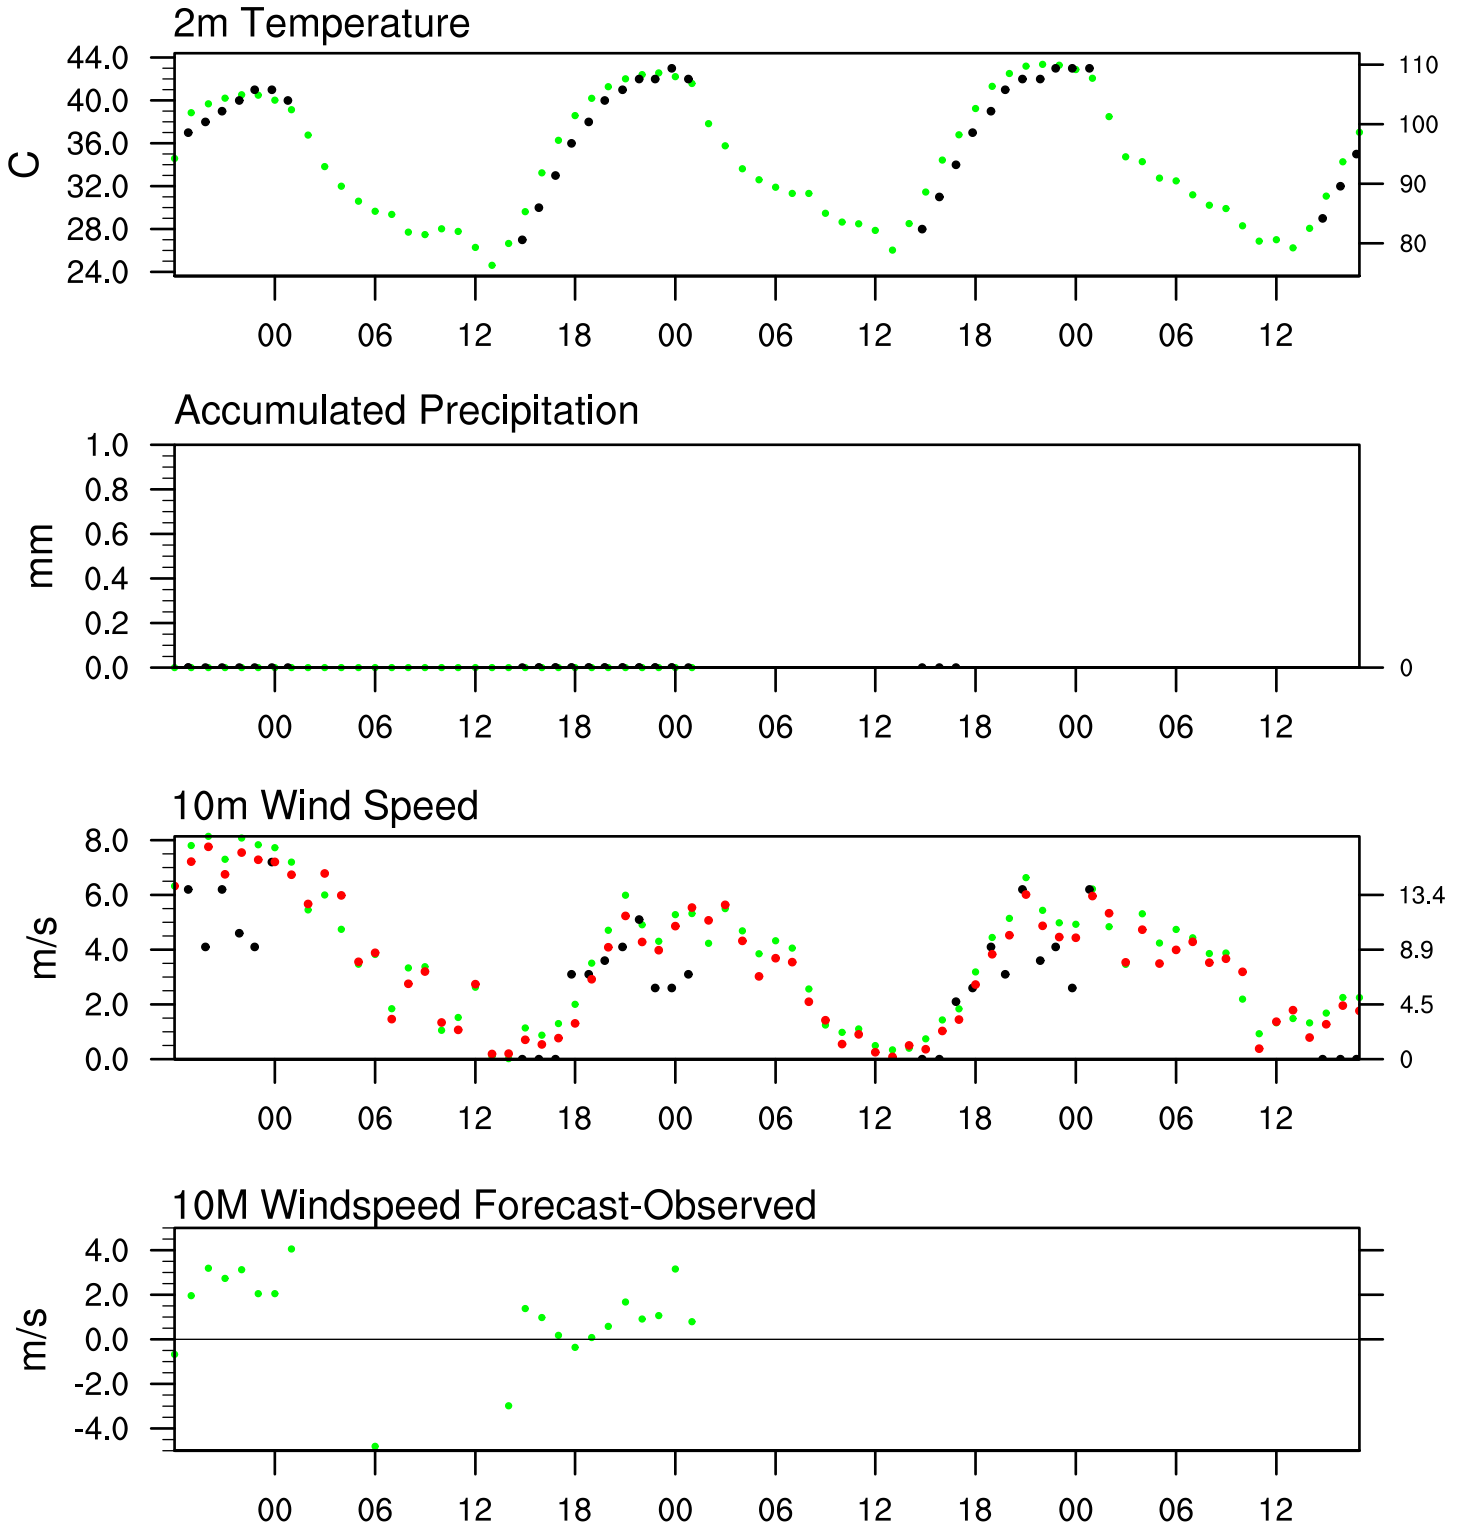 2m Temperature
44.0
40.0
36.0
32.0
28.0
24.0
C
110
100
90
80
00 06 12 18 00 06 12 18 00 06 12
Accumulated Precipitation
1.0
0.8
0.6
0.4
0.2
0.0
mm
0
00 06 12 18 00 06 12 18 00 06 12
10m Wind Speed
8.0
6.0
4.0
2.0
0.0
m/s
13.4
8.9
4.5
0
00 06 12 18 00 06 12 18 00 06 12
10M Windspeed Forecast-Observed
4.0
2.0
0.0
-2.0
-4.0
m/s
00 06 12 18 00 06 12 18 00 06 12